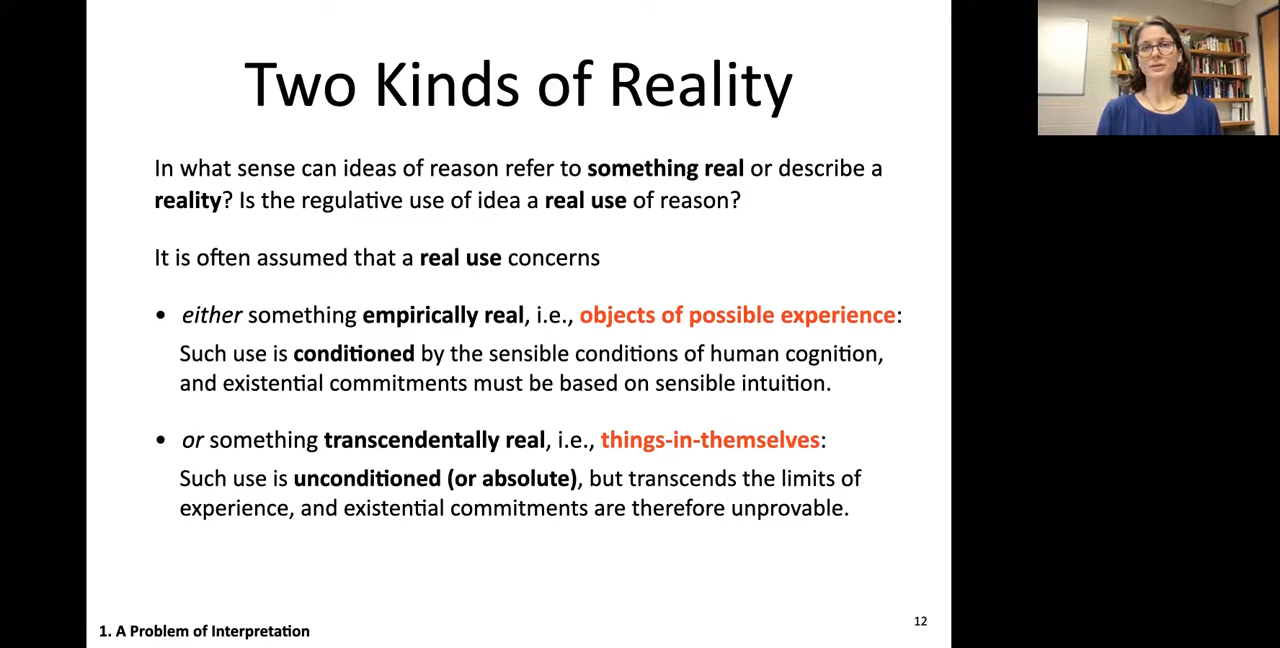 Two Kinds of Reality
In what sense can ideas of reason refer to something real or describe a
reality? Is the regulative use of idea a real use of reason?
It is often assumed that a real use concerns
• either something empirically real, i.e., objects of possible experience:
Such use is conditioned by the sensible conditions of human cognition,
and existential commitments must be based on sensible intuition.
• or something transcendentally real, i.e., things-in-themselves:
Such use is unconditioned (or absolute), but transcends the limits of
experience, and existential commitments are therefore unprovable.
1. A Problem of Interpretation
12